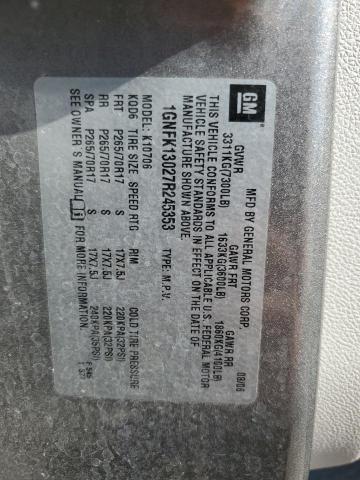 GM
MFD BY GENERAL MOTORS CORP.
08/06
GVWR GAWR FRT GAWR RR
3311KG(7300LB) 1633KG(3600LB) 1860KG(4100LB)
THIS VEHICLE CONFORMS TO ALL APPLICABLE U.S. FEDERAL MOTOR
VEHICLE SAFETY STANDARDS IN EFFECT ON THE DATE OF
MANUFACTURE SHOWN ABOVE.
1GNFK13027R245353 TYPE: M.P.V.
MODEL: K10706
KQD6 TIRE SIZE SPEED RTG RIM COLD TIRE PRESSURE
FRT P265/70R17 S 17X7.5J 220KPA(32PSI)
RR P265/70R17 S 17X7.5J 220KPA(32PSI)
SPA P265/70R17 S 17X7.5J 240KPA(35PSI)
SEE OWNER'S MANUAL FOR MORE INFORMATION.